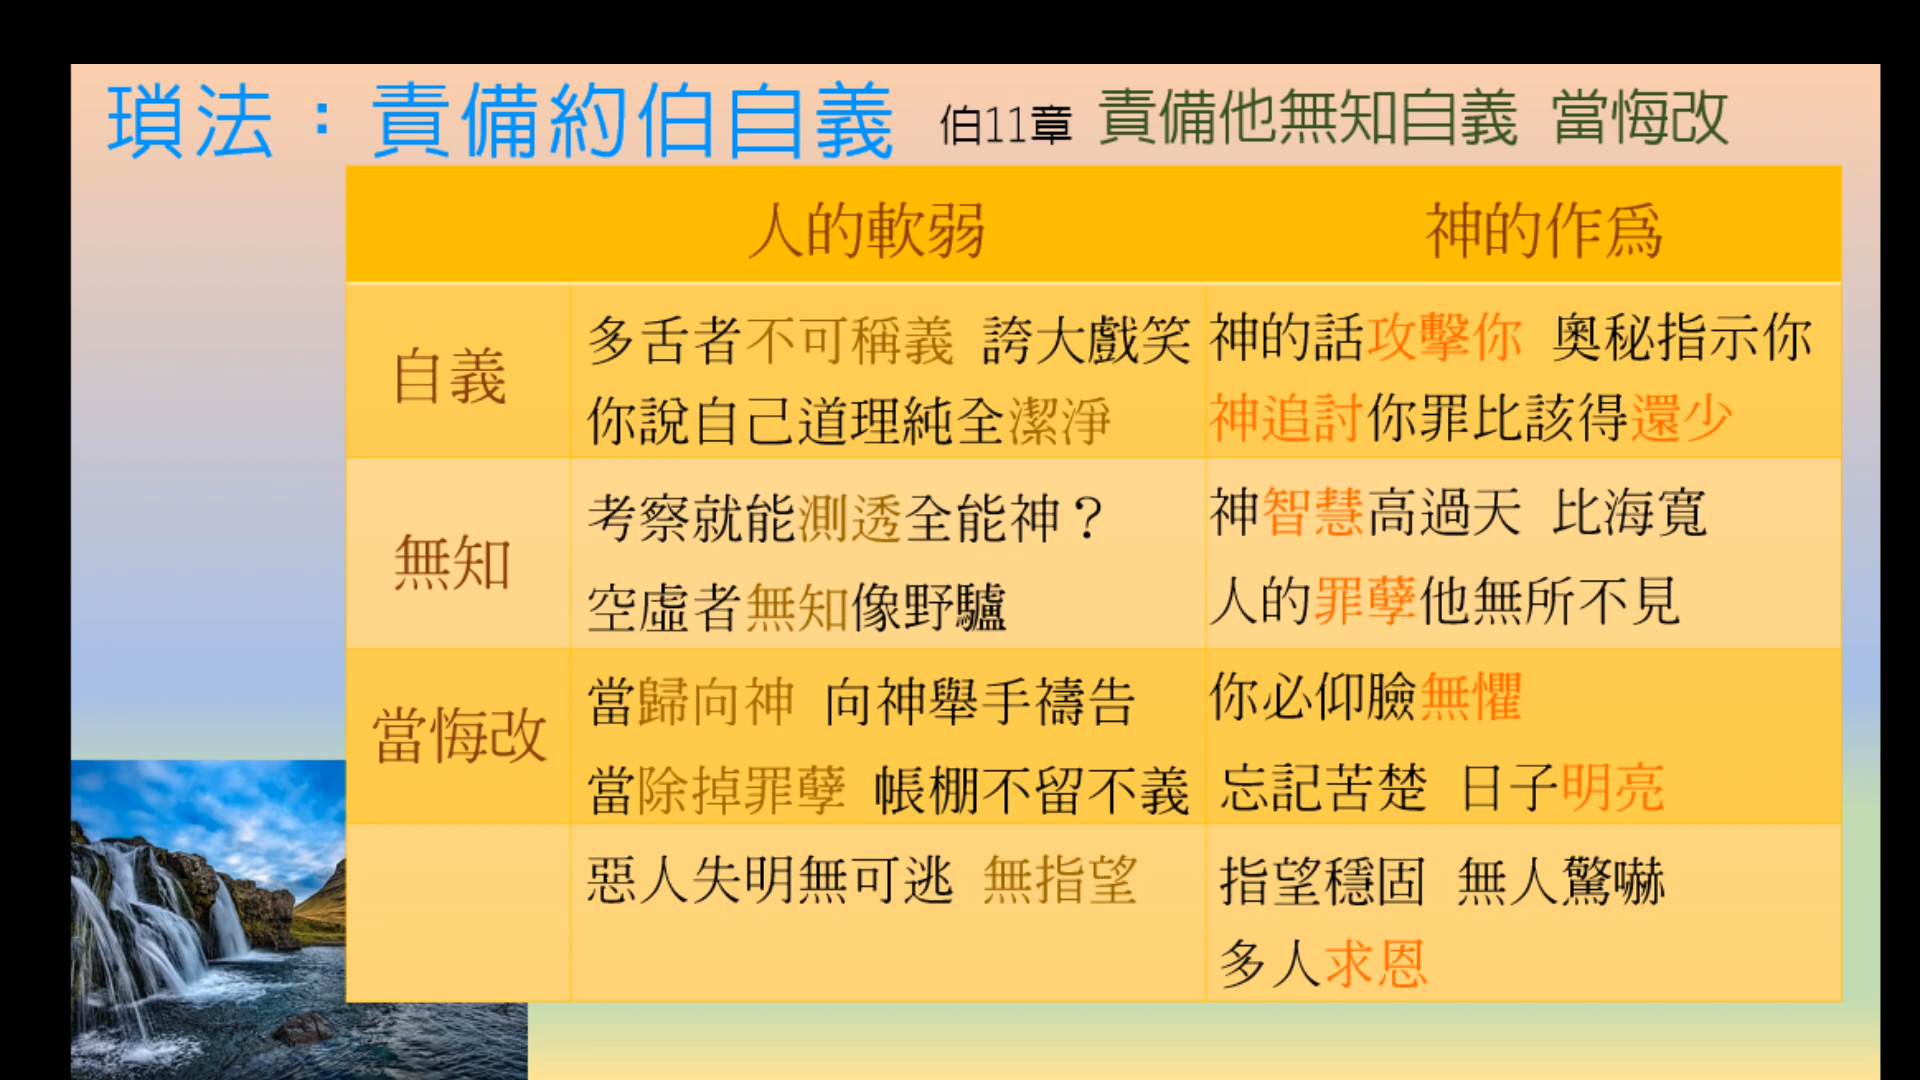 瑣法：責備約伯自義 伯11章 責備他無知自義 當悔改
人的軟弱 神的作爲
自義
多舌者不可稱義 誇大戲笑
你說自己道理純全潔淨
神的話攻擊你 奧秘指示你
神追討你罪比該得還少
無知
考察就能測透全能神？
空虛者無知像野驢
神智慧高過天 比海寬
人的罪孽他無所不見
當悔改
當歸向神 向神舉手禱告
當除掉罪孽 帳棚不留不義
你必仰臉無懼
忘記苦楚 日子明亮
惡人失明無可逃 無指望
指望穩固 無人驚嚇
多人求恩